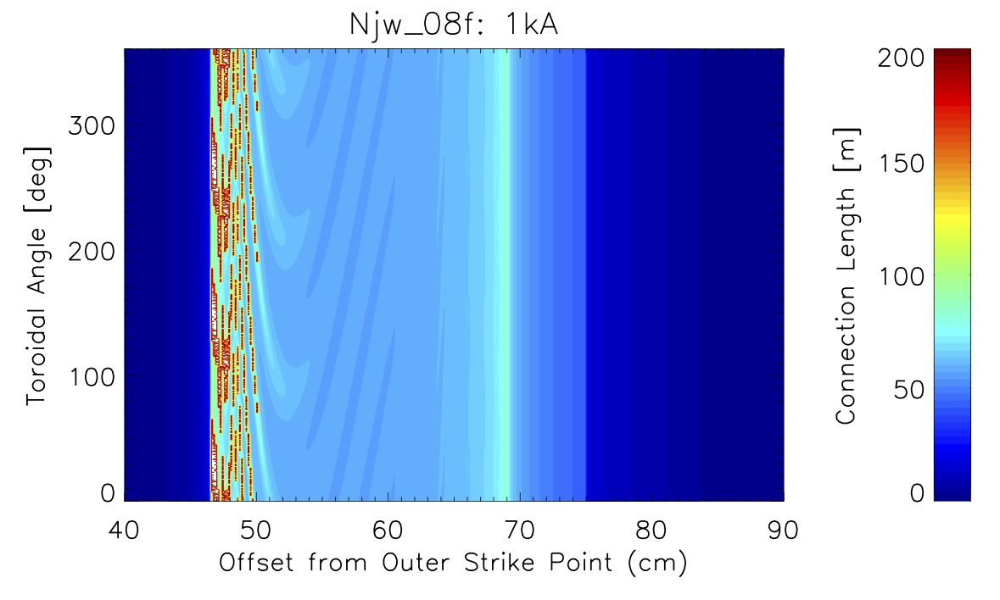 Njw_08f: 1kA
Toroidal Angle [deg]
300
200
100
0
40 50 60 70 80 90
Offset from Outer Strike Point (cm)
Connection Length [m]
200
150
100
50
0